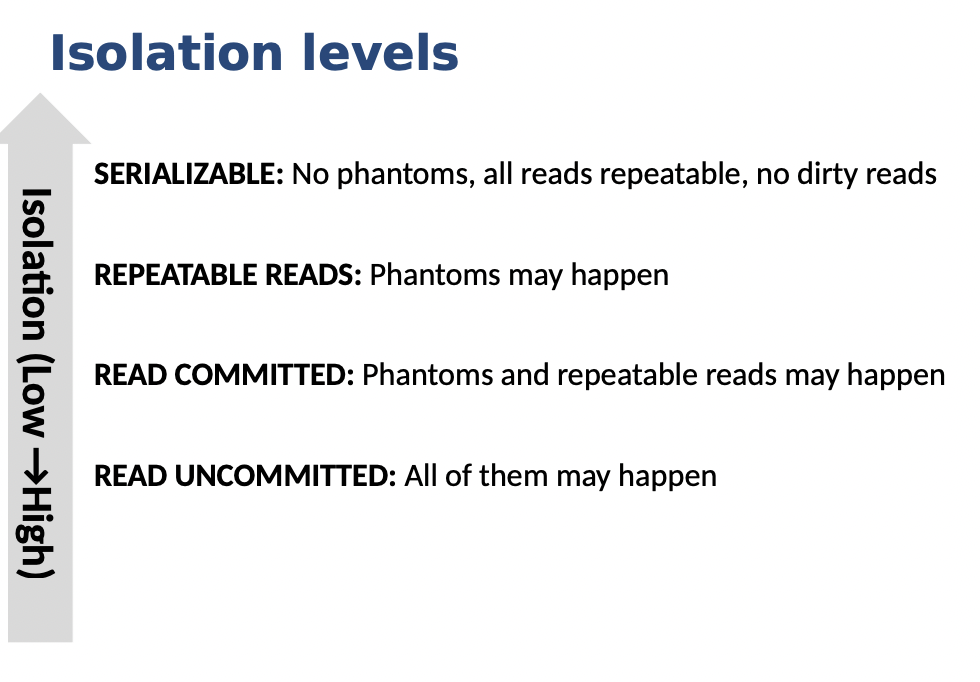 Isolation levels
Isolation (Low →High)
SERIALIZABLE: No phantoms, all reads repeatable, no dirty reads
REPEATABLE READS: Phantoms may happen
READ COMMITTED: Phantoms and repeatable reads may happen
READ UNCOMMITTED: All of them may happen